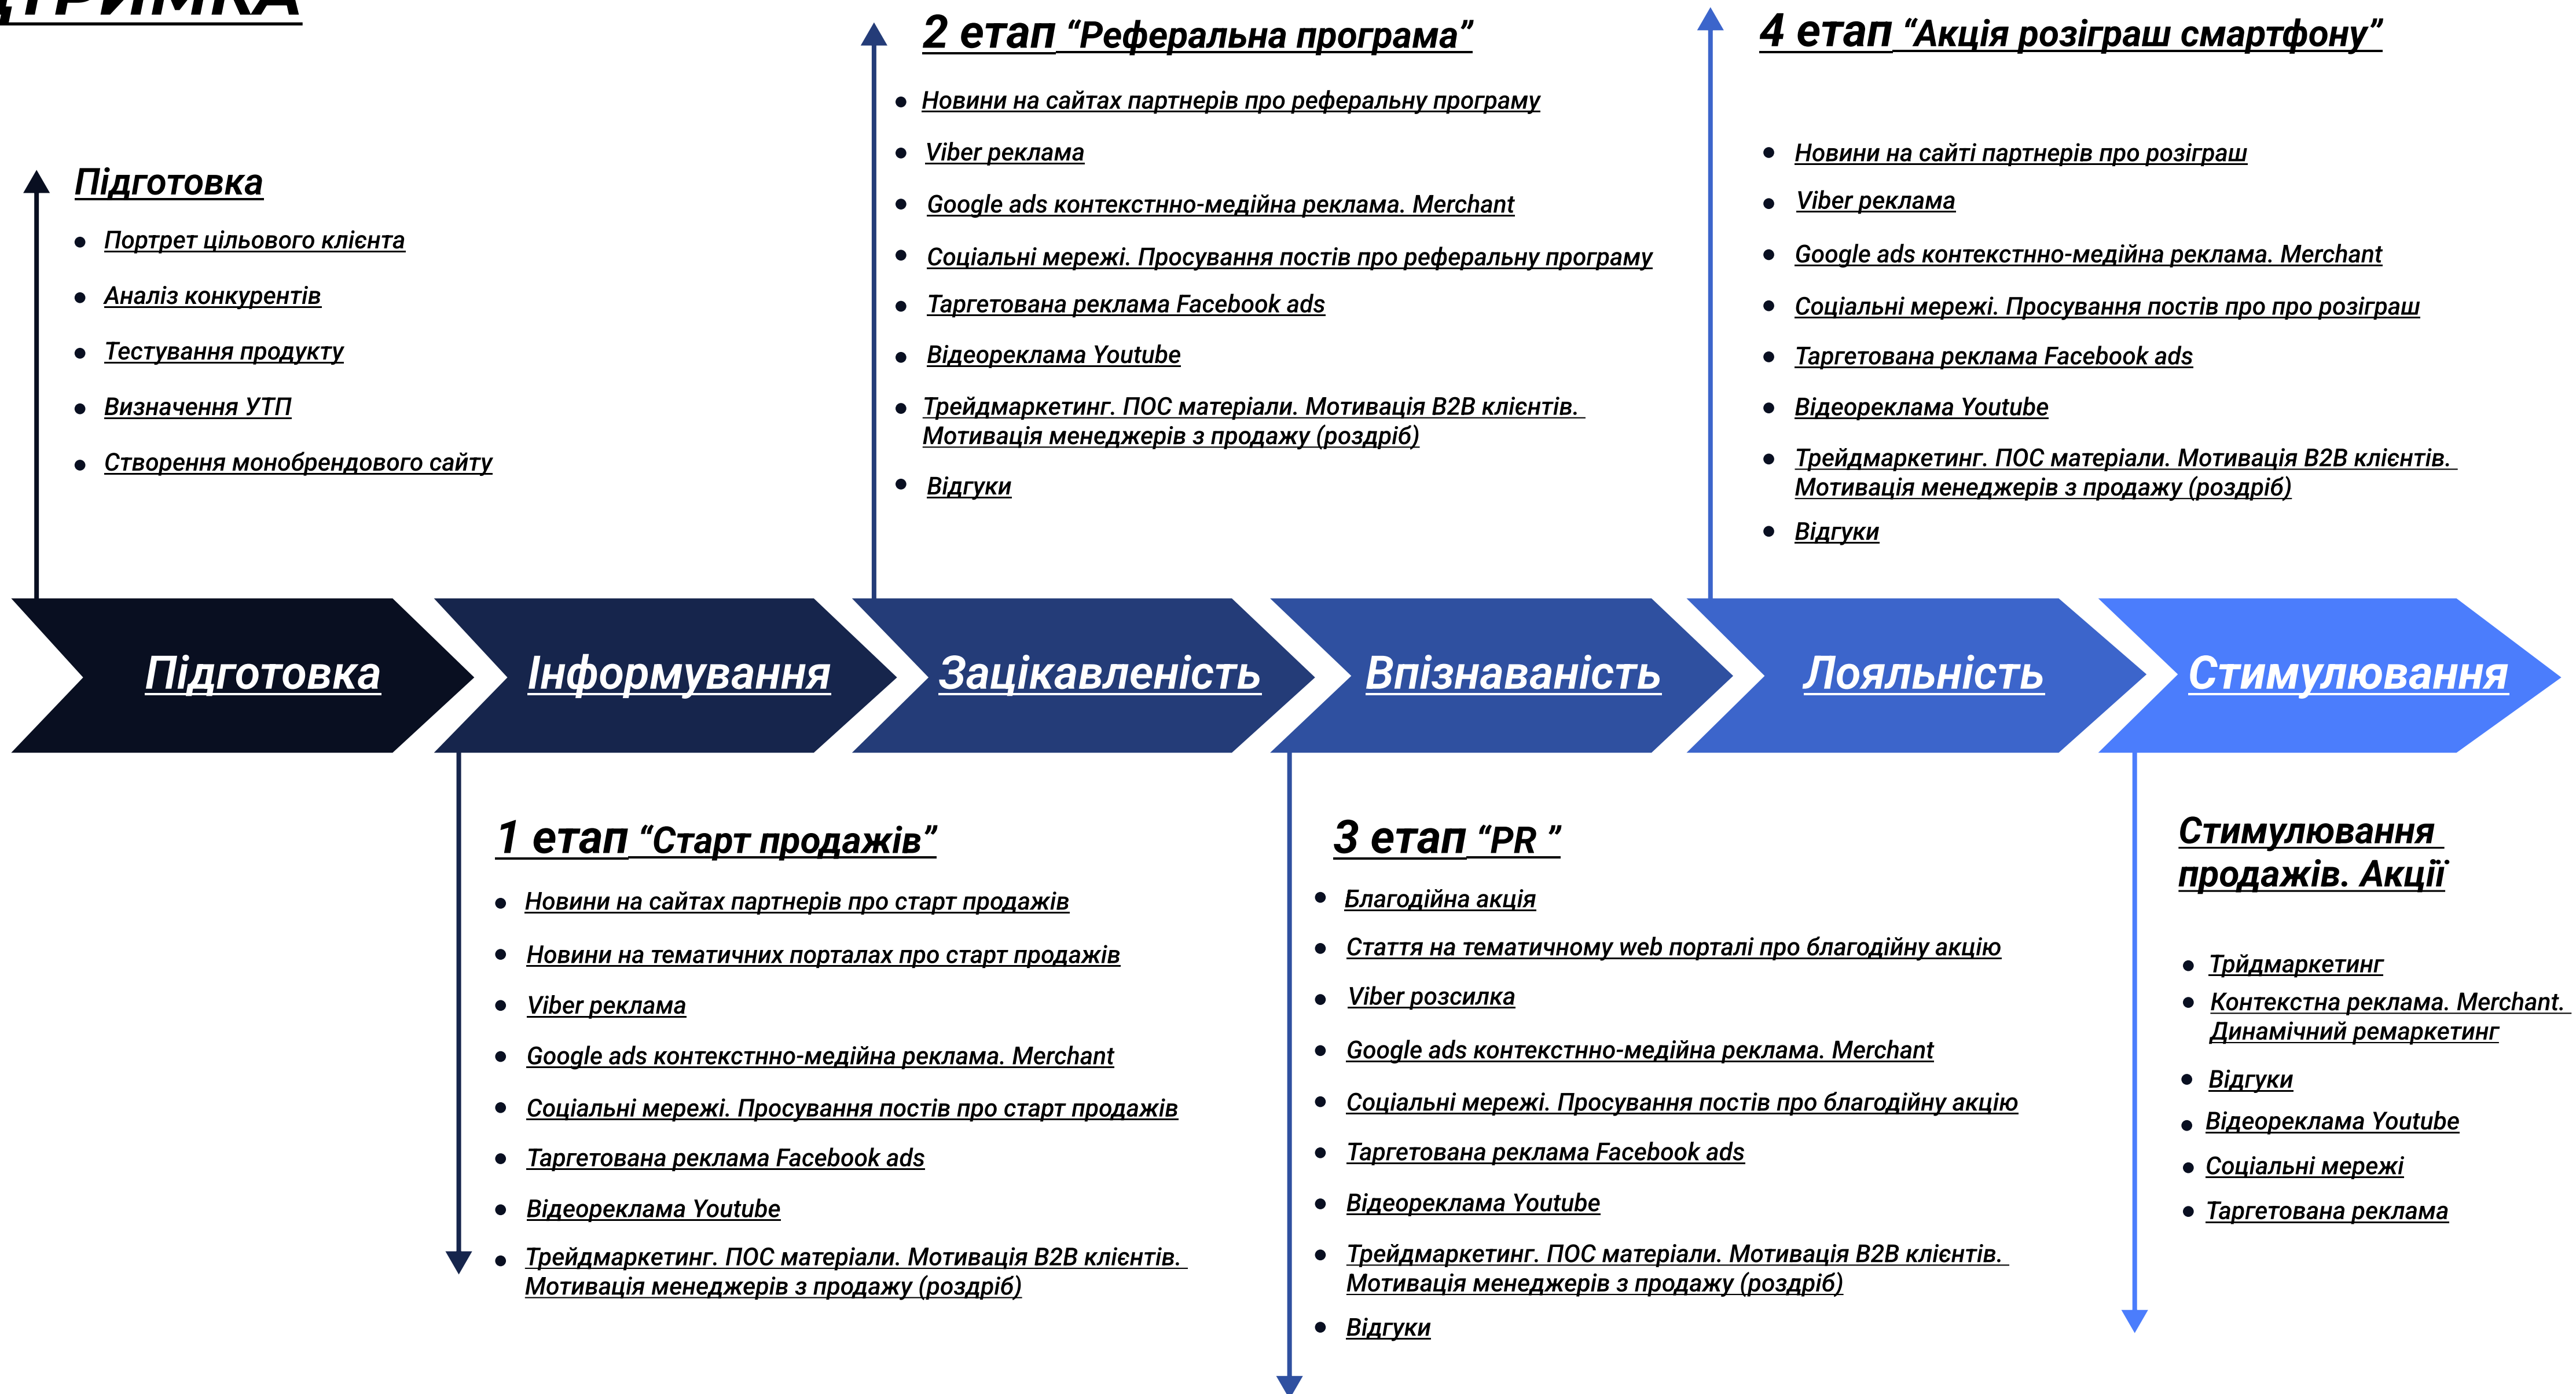 Підготовка
Портрет цільового клієнта
Аналіз конкурентів
Тестування продукту
Визначення УТП
Створення монобрендового сайту
2 етап “Реферальна програма”
Новини на сайтах партнерів про реферальну програму
Viber реклама
Google ads контекстнно-медійна реклама. Merchant
Соціальні мережі. Просування постів про реферальну програму
Таргетована реклама Facebook ads
Відеореклама Youtube
Трейдмаркетинг. ПОС матеріали. Мотивація B2B клієнтів.
Мотивація менеджерів з продажу (роздріб)
Відгуки
4 етап “Акція розіграш смартфону”
Новини на сайті партнерів про розіграш
Viber реклама
Google ads контекстнно-медійна реклама. Merchant
Соціальні мережі. Просування постів про про розіграш
Таргетована реклама Facebook ads
Відеореклама Youtube
Трейдмаркетинг. ПОС матеріали. Мотивація B2B клієнтів.
Мотивація менеджерів з продажу (роздріб)
Відгуки
Підготовка
Інформування
Зацікавленість
Впізнаваність
Лояльність
Стимулювання
1 етап “Старт продажів”
Новини на сайтах партнерів про старт продажів
Новини на тематичних порталах про старт продажів
Viber реклама
Google ads контекстнно-медійна реклама. Merchant
Соціальні мережі. Просування постів про старт продажів
Таргетована реклама Facebook ads
Відеореклама Youtube
Трейдмаркетинг. ПОС матеріали. Мотивація B2B клієнтів.
Мотивація менеджерів з продажу (роздріб)
3 етап “PR ”
Благодійна акція
Стаття на тематичному web порталі про благодійну акцію
Viber розсилка
Google ads контекстнно-медійна реклама. Merchant
Соціальні мережі. Просування постів про благодійну акцію
Таргетована реклама Facebook ads
Відеореклама Youtube
Трейдмаркетинг. ПОС матеріали. Мотивація B2B клієнтів.
Мотивація менеджерів з продажу (роздріб)
Відгуки
Стимулювання
продажів. Акції
Трйдмаркетинг
Контекстна реклама. Merchant.
Динамічний ремаркетинг
Відгуки
Відеореклама Youtube
Соціальні мережі
Таргетована реклама